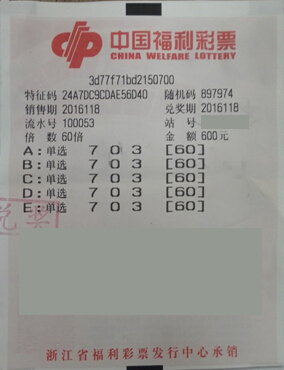 中国福利彩票
CHINA WELFARE LOTTERY
3d77f71bd2150700
特征码 24A7DC9CDAE56D40 随机码 897974
销售期 2016118 兑奖期 2016118
流水号 100053 站 号
倍 数 60倍 金 额 600元
A:单选 7 0 3 [60]
B:单选 7 0 3 [60]
C:单选 7 0 3 [60]
D:单选 7 0 3 [60]
E:单选 7 0 3 [60]
兑奖
浙江省福利彩票发行中心承销